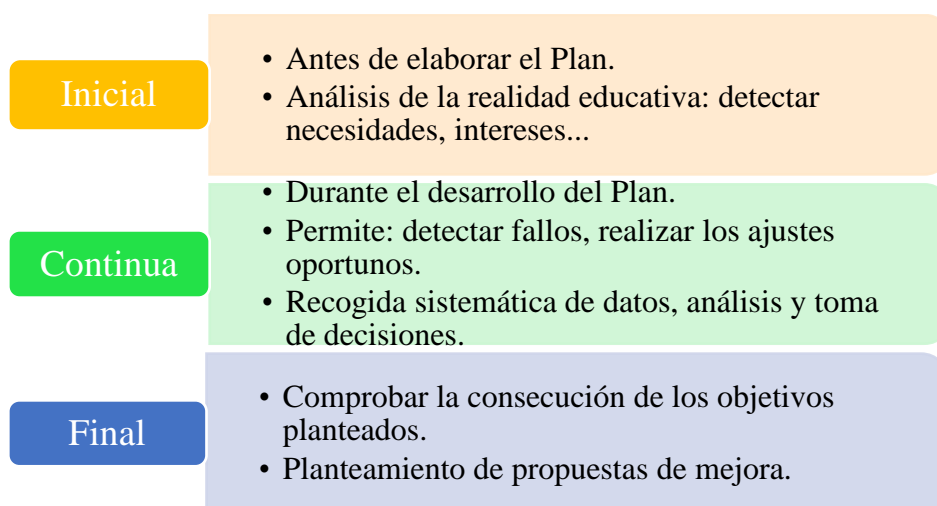 Inicial
• Antes de elaborar el Plan.
• Análisis de la realidad educativa: detectar
necesidades, intereses...
Continua
• Durante el desarrollo del Plan.
• Permite: detectar fallos, realizar los ajustes
oportunos.
• Recogida sistemática de datos, análisis y toma
de decisiones.
Final
• Comprobar la consecución de los objetivos
planteados.
• Planteamiento de propuestas de mejora.